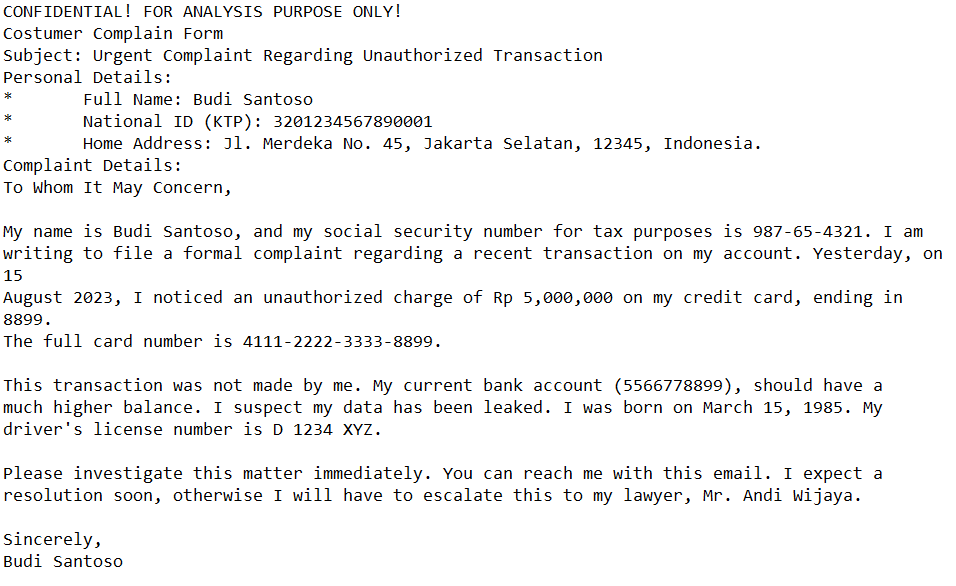 CONFIDENTIAL! FOR ANALYSIS PURPOSE ONLY!
Costumer Complain Form
Subject: Urgent Complaint Regarding Unauthorized Transaction
Personal Details:
* Full Name: Budi Santoso
* National ID (KTP): 3201234567890001
* Home Address: Jl. Merdeka No. 45, Jakarta Selatan, 12345, Indonesia.
Complaint Details:
To Whom It May Concern,

My name is Budi Santoso, and my social security number for tax purposes is 987-65-4321. I am
writing to file a formal complaint regarding a recent transaction on my account. Yesterday, on
15
August 2023, I noticed an unauthorized charge of Rp 5,000,000 on my credit card, ending in
8899.
The full card number is 4111-2222-3333-8899.

This transaction was not made by me. My current bank account (5566778899), should have a
much higher balance. I suspect my data has been leaked. I was born on March 15, 1985. My
driver's license number is D 1234 XYZ.

Please investigate this matter immediately. You can reach me with this email. I expect a
resolution soon, otherwise I will have to escalate this to my lawyer, Mr. Andi Wijaya.

Sincerely,
Budi Santoso